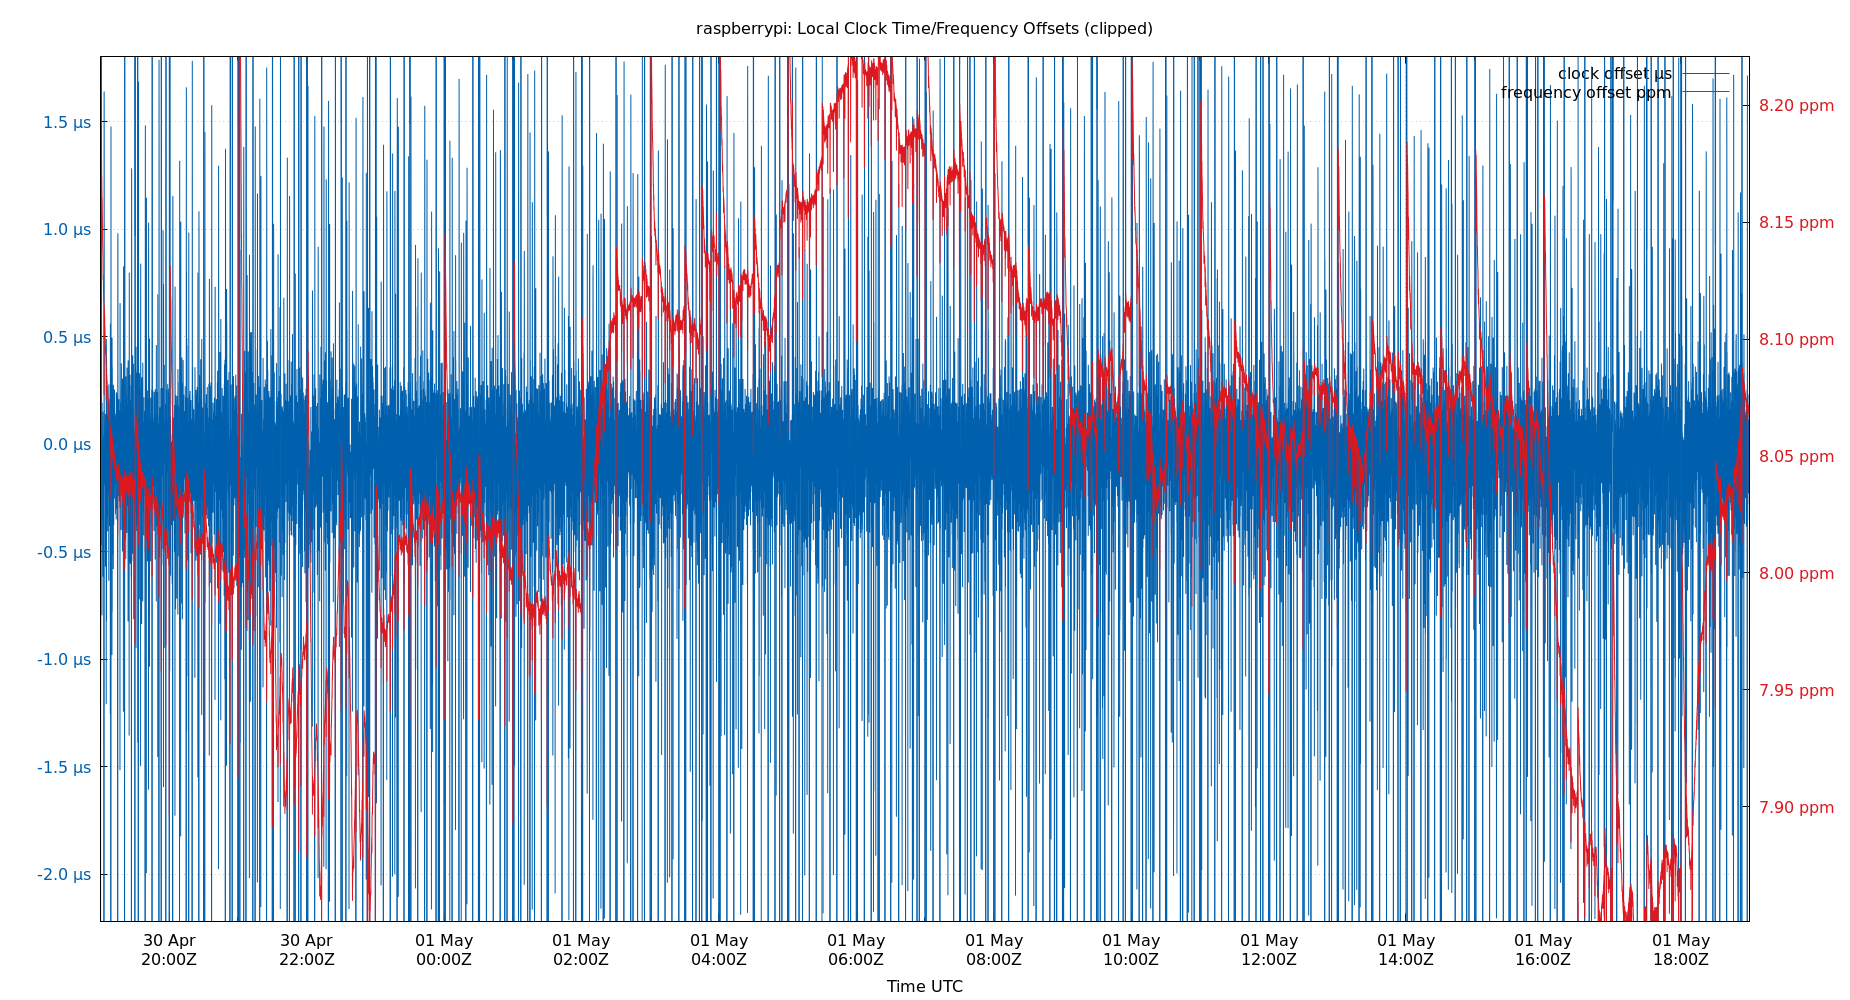 raspberrypi: Local Clock Time/Frequency Offsets (clipped)
clock offset µs
frequency offset ppm
1.5 µs
1.0 µs
0.5 µs
0.0 µs
-0.5 µs
-1.0 µs
-1.5 µs
-2.0 µs
8.20 ppm
8.15 ppm
8.10 ppm
8.05 ppm
8.00 ppm
7.95 ppm
7.90 ppm
30 Apr 30 Apr 01 May 01 May 01 May 01 May 01 May 01 May 01 May 01 May 01 May 01 May
20:00Z 22:00Z 00:00Z 02:00Z 04:00Z 06:00Z 08:00Z 10:00Z 12:00Z 14:00Z 16:00Z 18:00Z
Time UTC